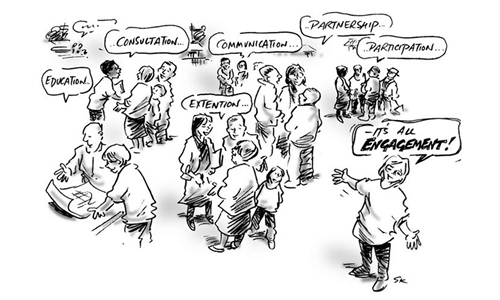 ..PARTNERSHIP...
..CONSULTATION..
COMMUNICATION...
..PARTICIPATION...
EDUCATION..
EXTENTION...
–IT'S ALL
ENGAGEMENT!
SK